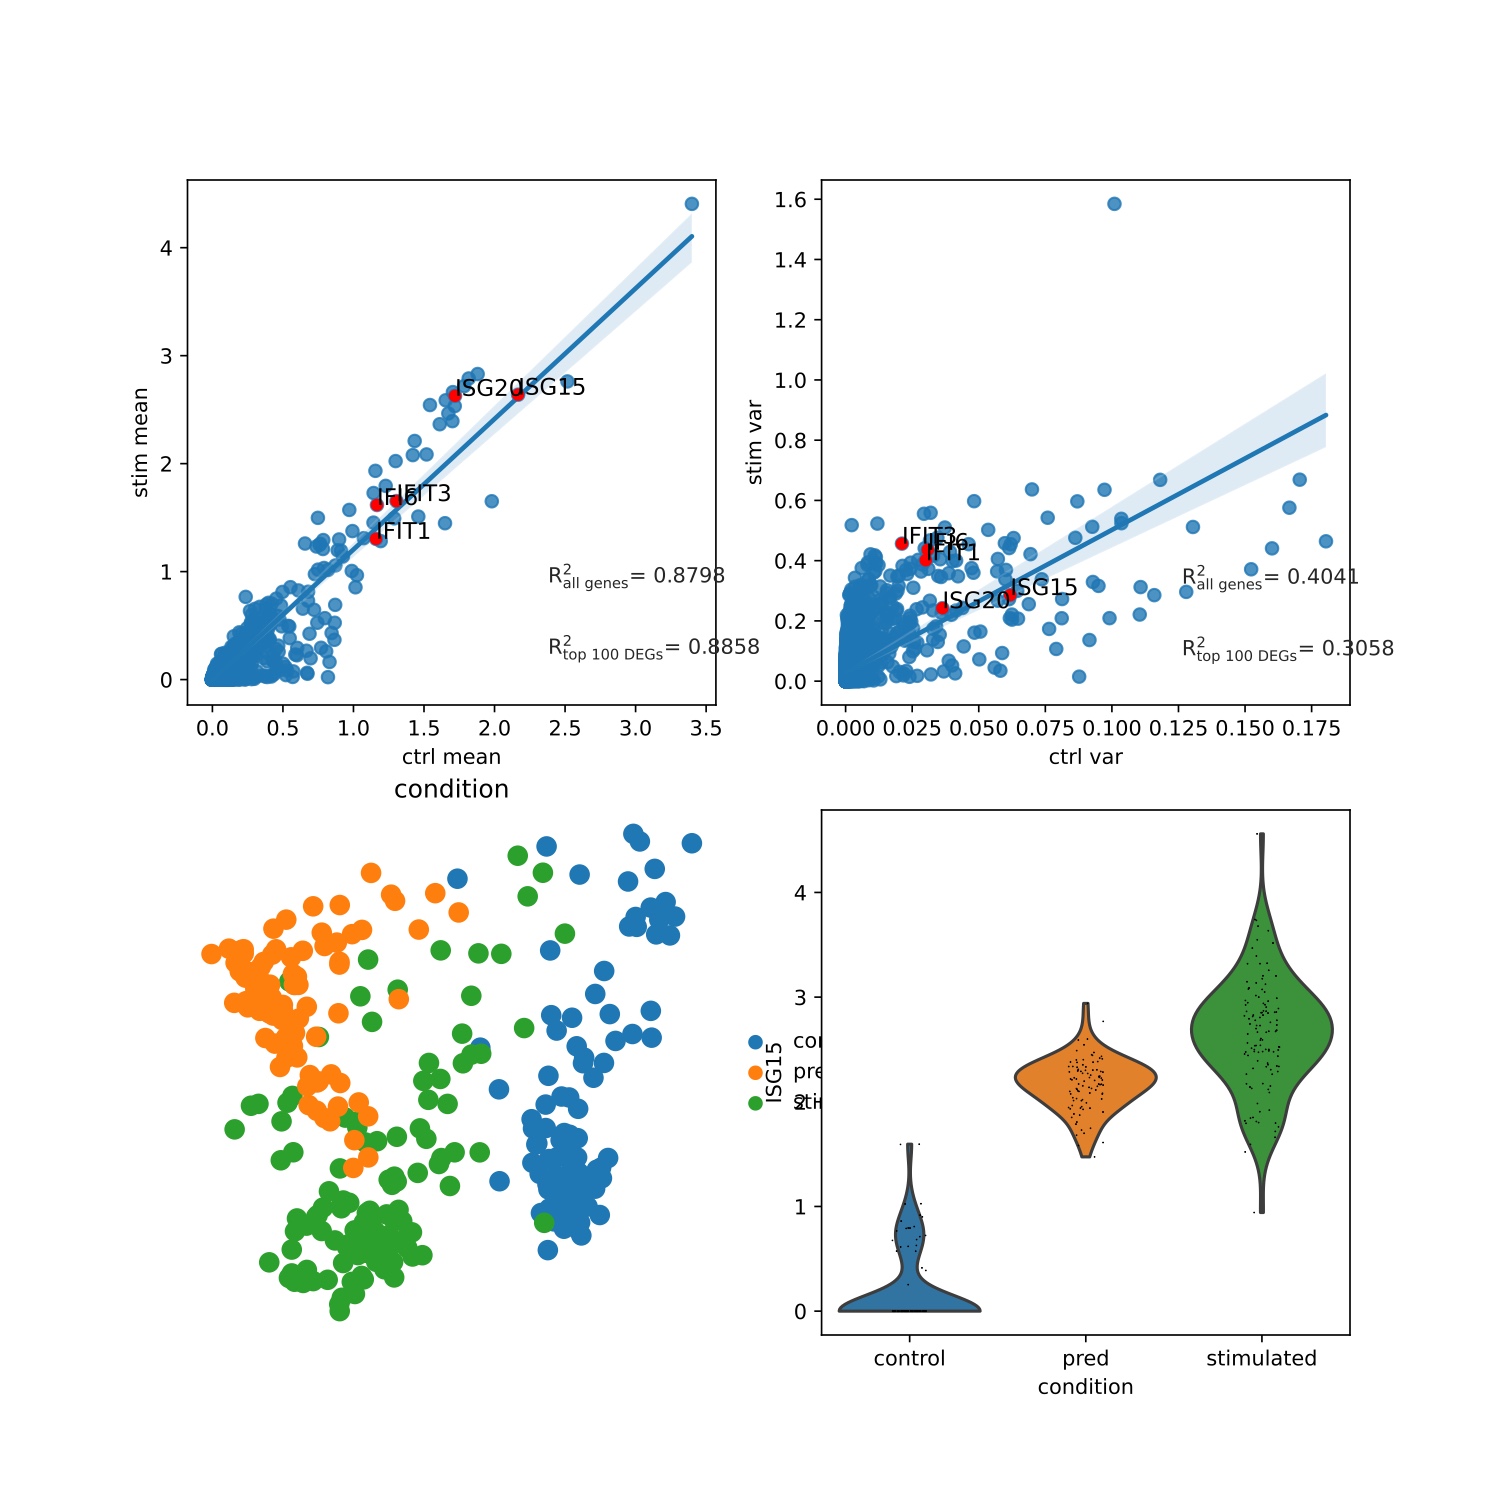 4
3
2
1
0
stim mean
ISG20
ISG15
IFI6
IFIT3
IFIT1
R2all genes= 0.8798
R2top 100 DEGs= 0.8858
0.0 0.5 1.0 1.5 2.0 2.5 3.0 3.5
ctrl mean
1.6
1.4
1.2
1.0
0.8
0.6
0.4
0.2
0.0
stim var
IFIT3
IFI6
IFIT1
ISG15
ISG20
R2all genes= 0.4041
R2top 100 DEGs= 0.3058
0.000 0.025 0.050 0.075 0.100 0.125 0.150 0.175
ctrl var
condition
4
3
2
1
0
ISG15
control pred stimulated
condition